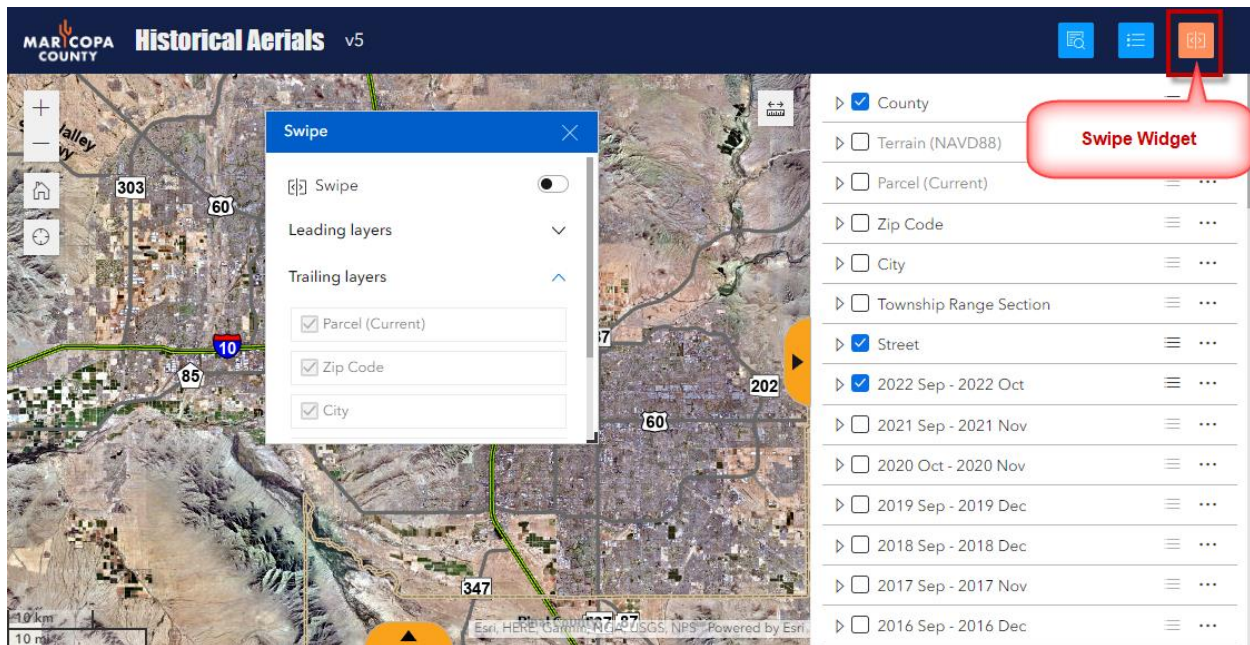 MARICOPA
COUNTY
Historical Aerials v5
Swipe Widget
Valley
303
60
10
85
87
202
60
347
587
87
10 km
10 mi
Esri, HERE, Garmin, NGA, USGS, NPS Powered by Esri
Swipe
Swipe
Leading layers
Trailing layers
Parcel (Current)
Zip Code
City
County
Terrain (NAVD88)
Parcel (Current)
Zip Code
City
Township Range Section
Street
2022 Sep - 2022 Oct
2021 Sep - 2021 Nov
2020 Oct - 2020 Nov
2019 Sep - 2019 Dec
2018 Sep - 2018 Dec
2017 Sep - 2017 Nov
2016 Sep - 2016 Dec